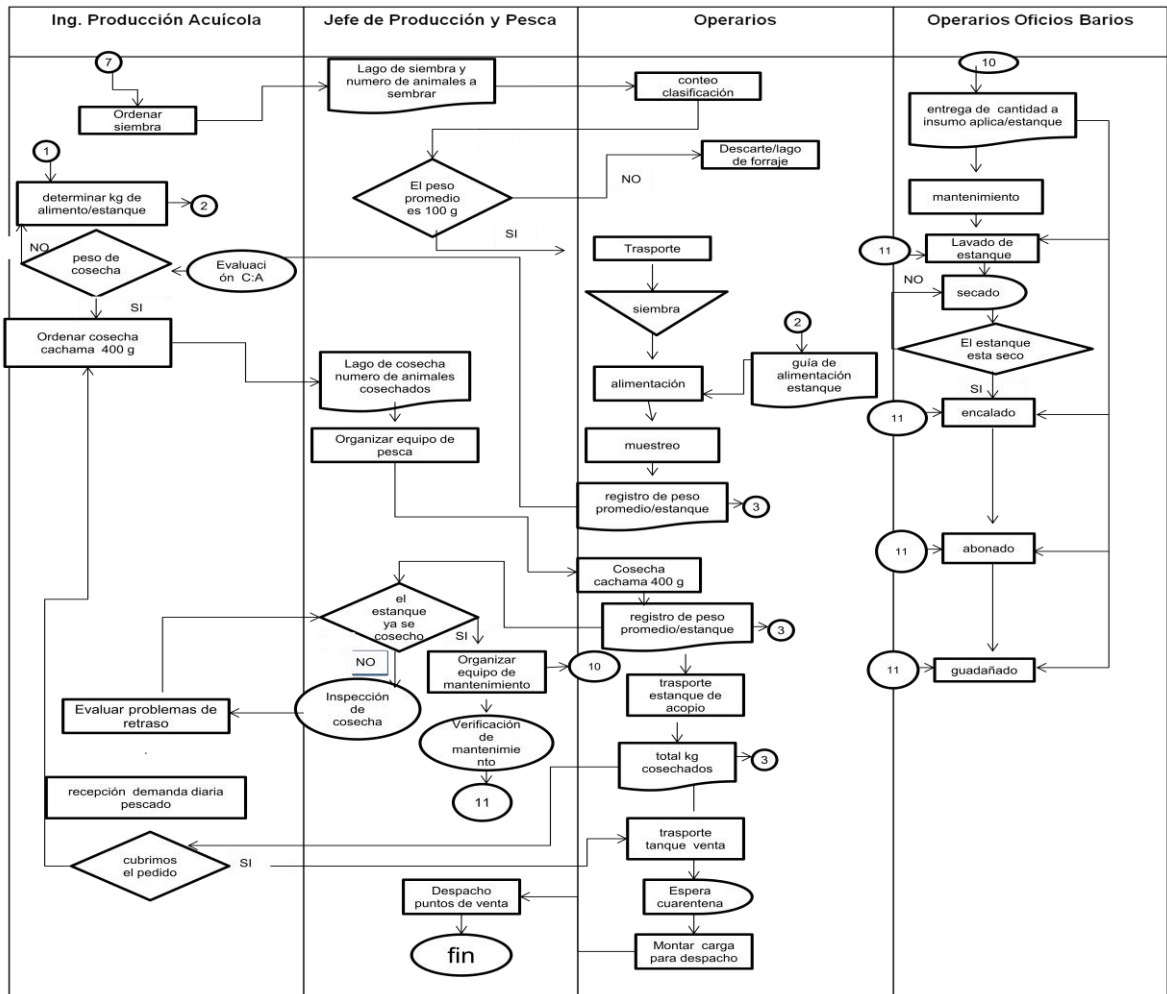 Ing. Producción Acuícola
Jefe de Producción y Pesca
Operarios
Operarios Oficios Barios
7
Ordenar
siembra
1
determinar kg de
alimento/estanque
2
NO
peso de
cosecha
Evaluaci
ón C:A
SI
Ordenar cosecha
cachama 400 g
Evaluar problemas de
retraso
.
recepción demanda diaria
pescado
cubrimos
el pedido
SI
Lago de siembra y
numero de animales a
sembrar
El peso
promedio
es 100 g
NO
SI
Lago de cosecha
numero de animales
cosechados
Organizar equipo de
pesca
el
estanque
ya se
cosecho
SI
NO
Organizar
equipo de
mantenimiento
10
Inspección
de
cosecha
Verificación
de
mantenimie
nto
11
Despacho
puntos de venta
fin
conteo
clasificación
Descarte/lago
de forraje
Trasporte
siembra
2
guía de
alimentación
estanque
alimentación
muestreo
registro de peso
promedio/estanque
3
Cosecha
cachama 400 g
registro de peso
promedio/estanque
3
trasporte
estanque de
acopio
total kg
cosechados
3
trasporte
tanque venta
Espera
cuarentena
Montar carga
para despacho
10
entrega de cantidad a
insumo aplica/estanque
mantenimiento
11
Lavado de
estanque
NO
secado
El estanque
esta seco
SI
11
encalado
11
abonado
11
guadañado